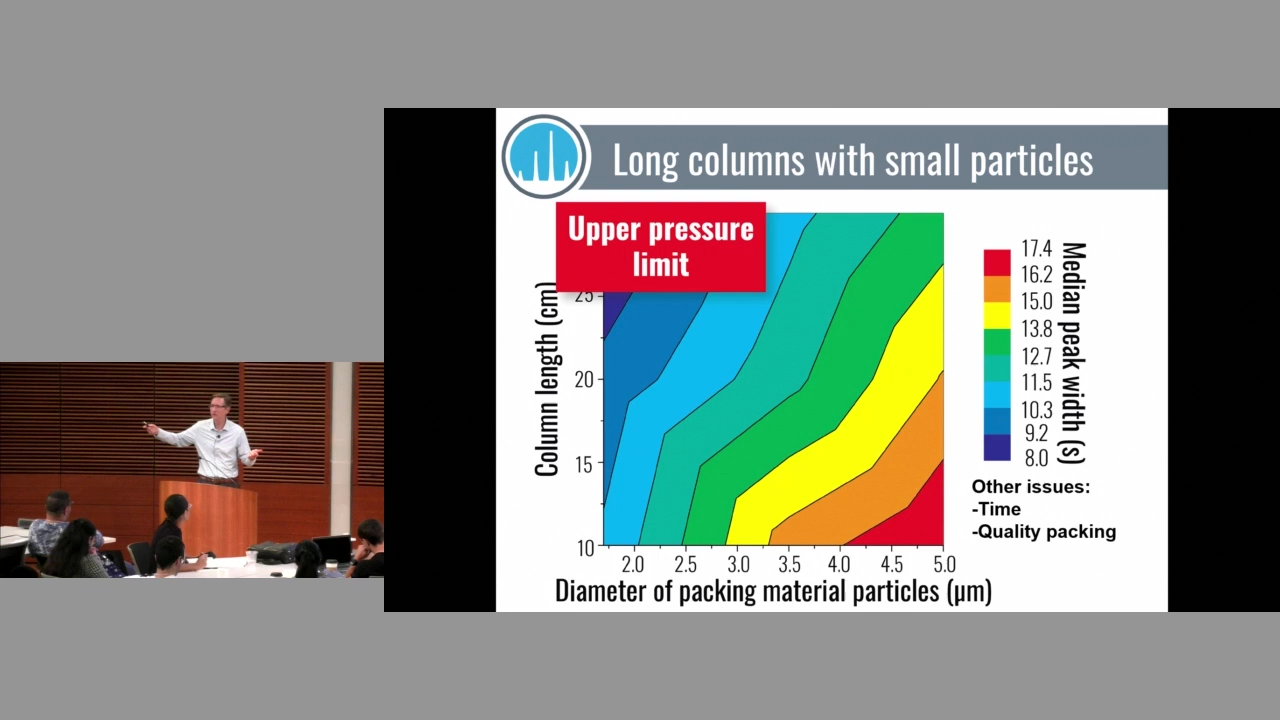 Long columns with small particles
Upper pressure
limit
Column length (cm)
25
20
15
10
2.0 2.5 3.0 3.5 4.0 4.5 5.0
Diameter of packing material particles (µm)
17.4
16.2
15.0
13.8
12.7
11.5
10.3
9.2
8.0
Median peak width (s)
Other issues:
-Time
-Quality packing